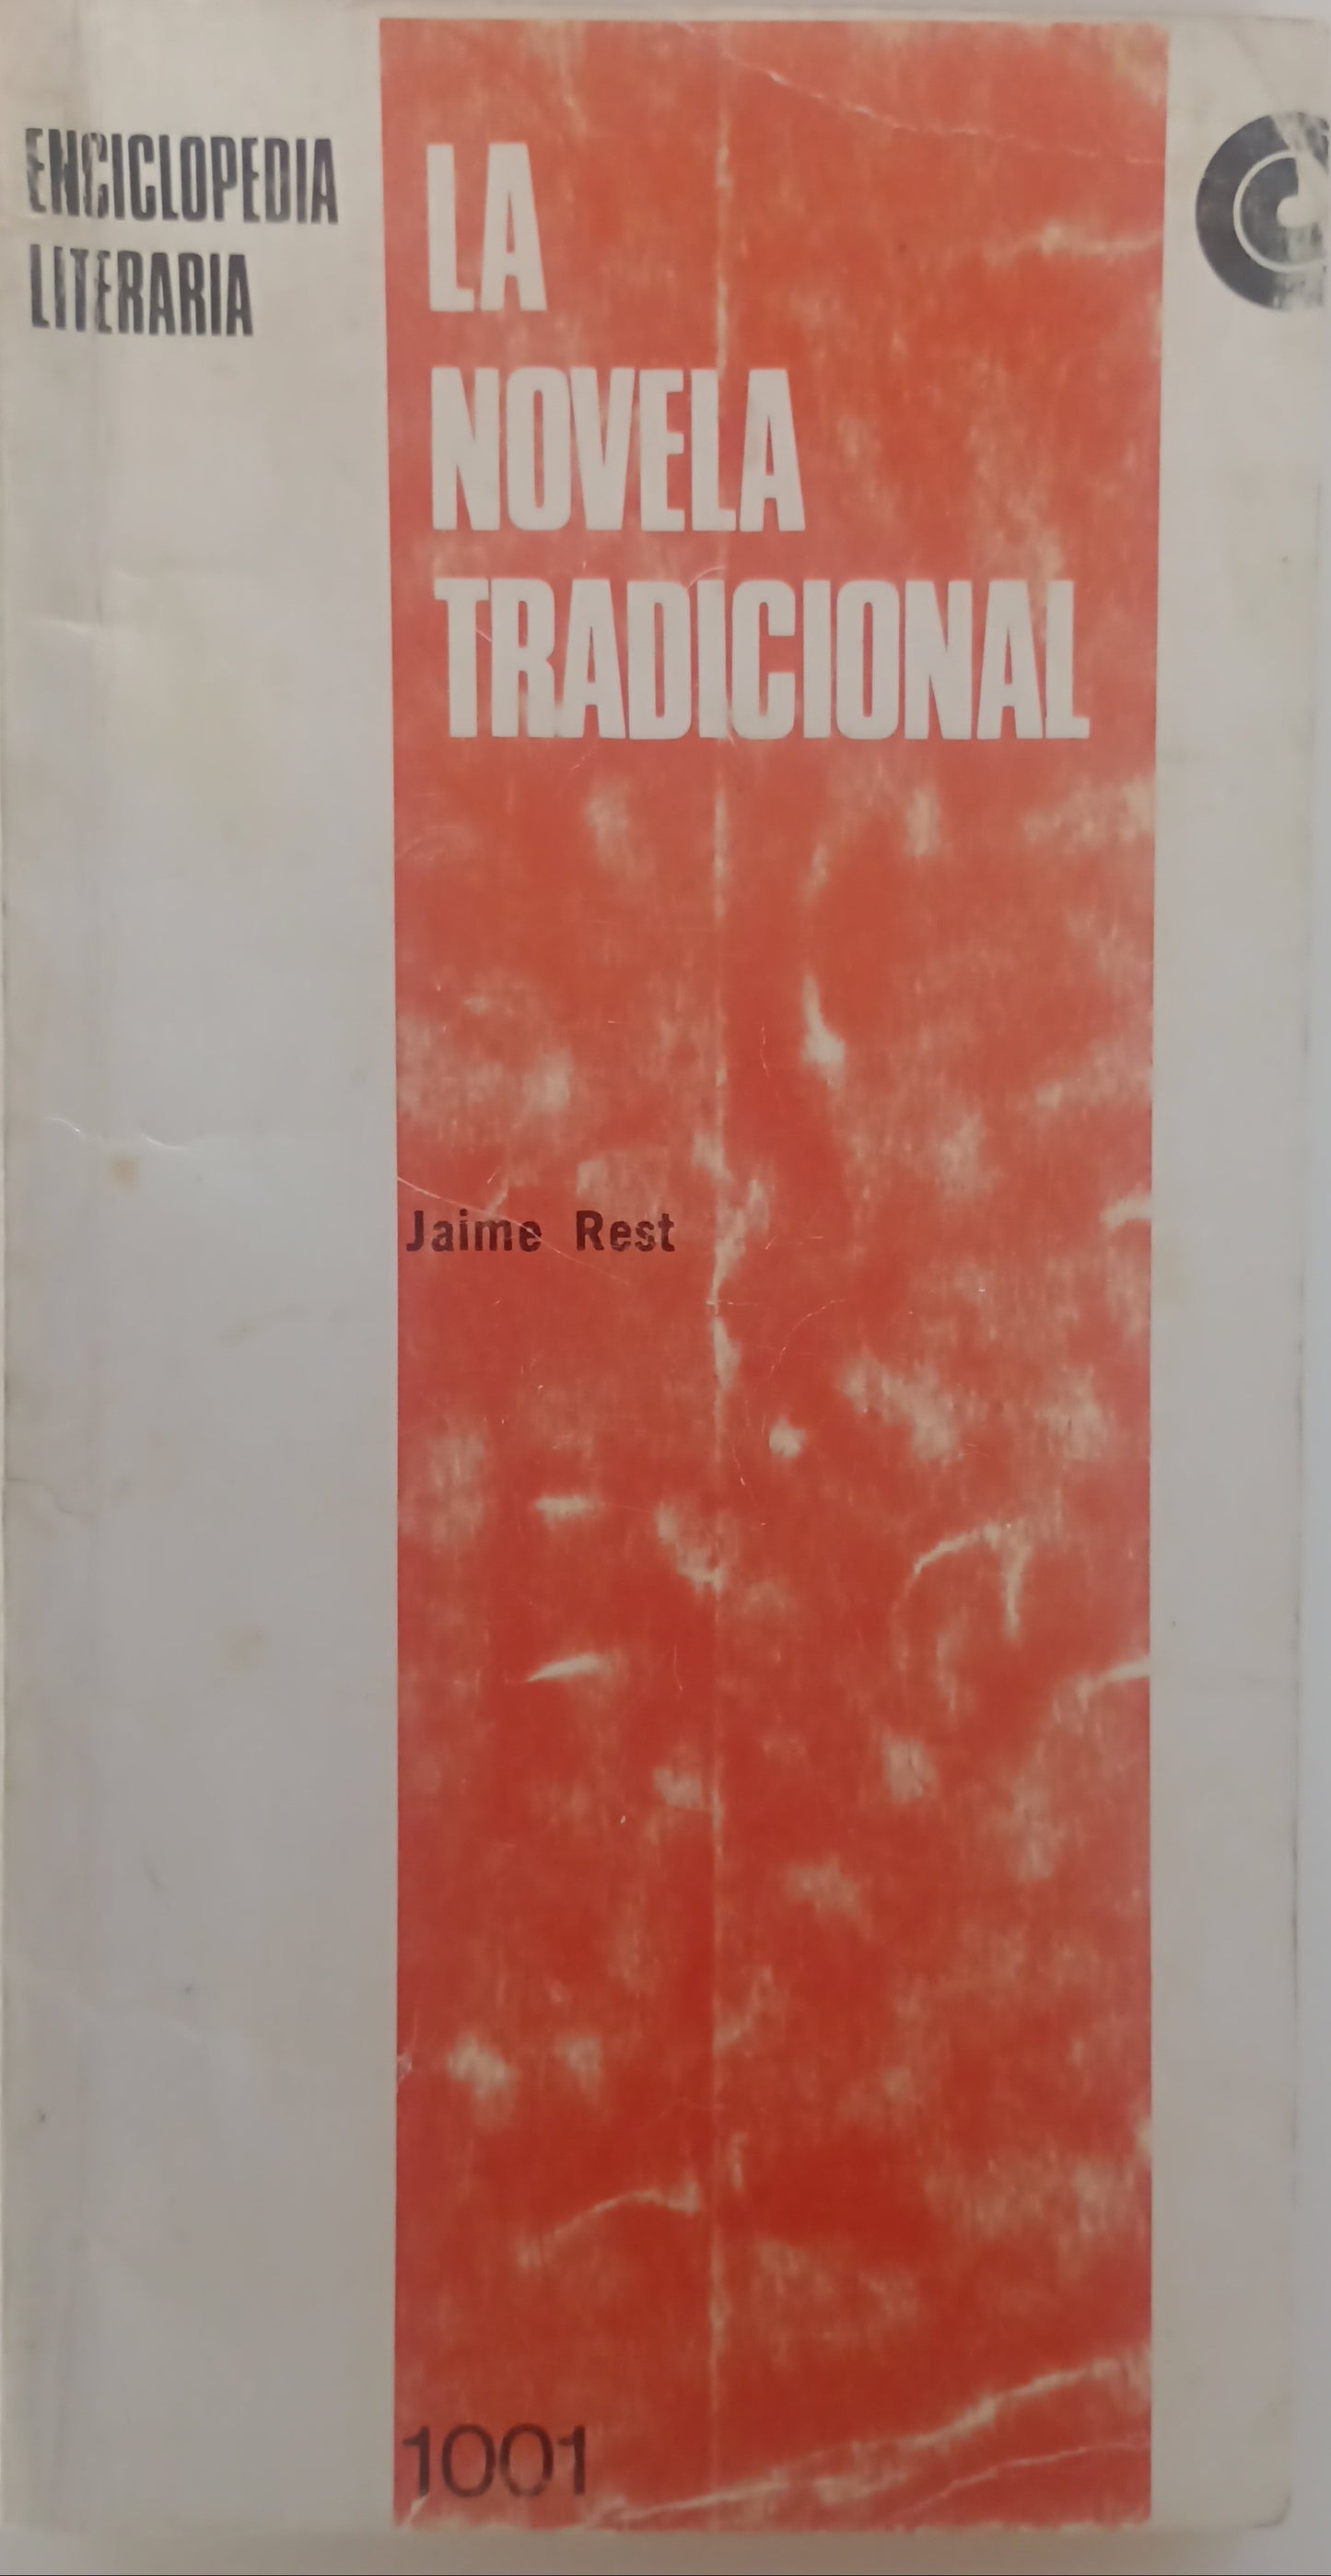 ENCICLOPEDIA
LITERARIA
LA
NOVELA
TRADICIONAL
Jaime Rest
1001